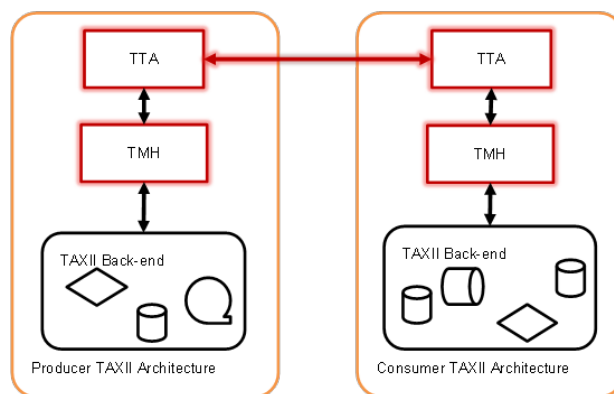 TTA
TTA
TMH
TMH
TAXII Back-end
TAXII Back-end
Producer TAXII Architecture
Consumer TAXII Architecture